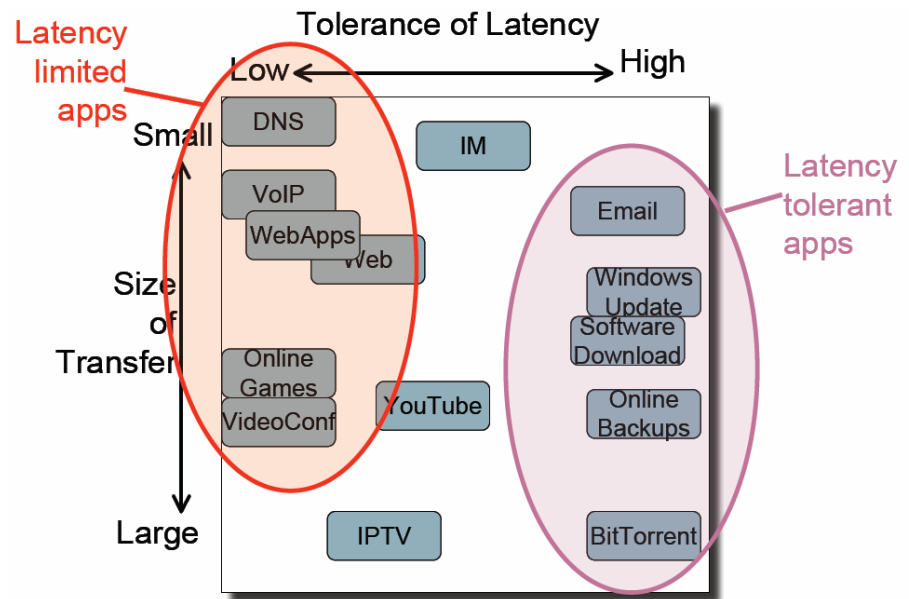 Tolerance of Latency
Latency
limited
apps
Low
High
Small
DNS
IM
VoIP
Email
WebApps
Web
Latency
tolerant
apps
Size
of
Transfer
Windows
Update
Software
Download
Online
Games
VideoConf
YouTube
Online
Backups
Large
IPTV
BitTorrent